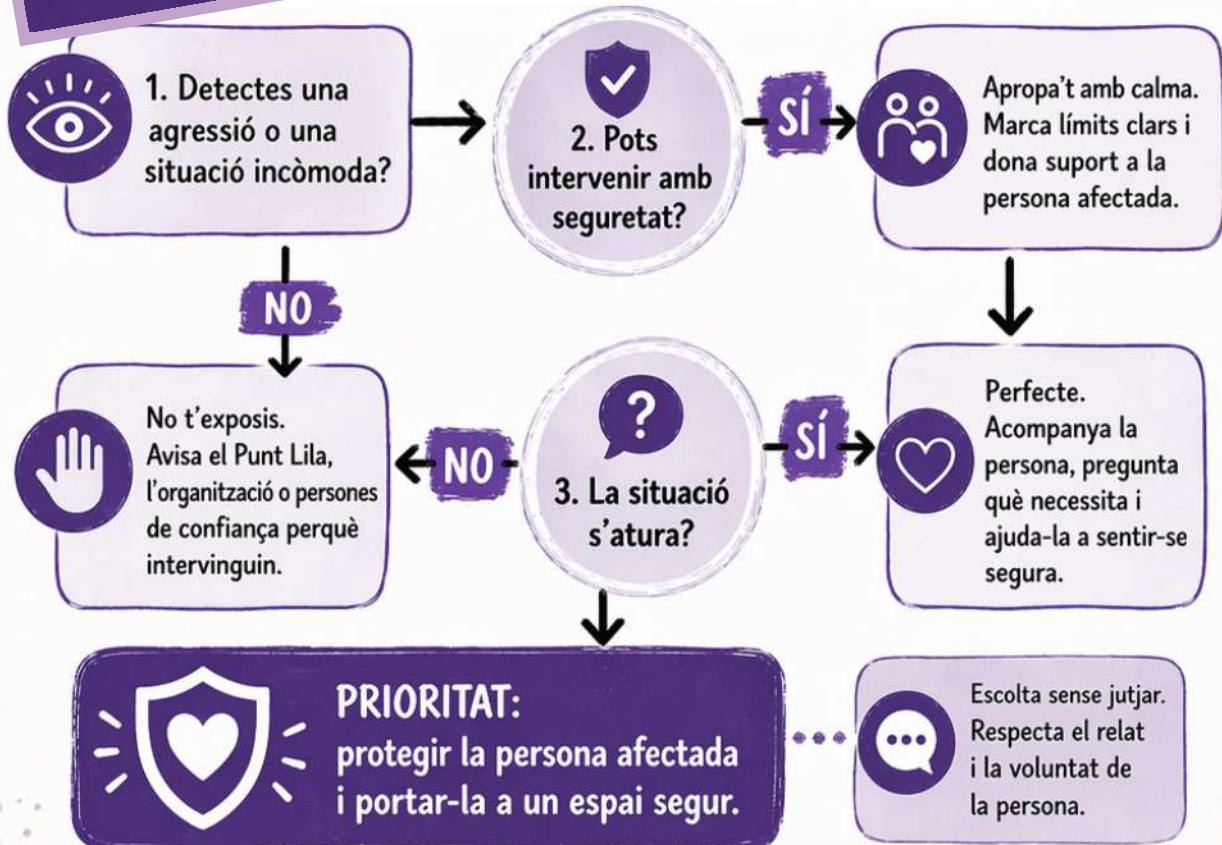 1. Detectes una
agressió o una
situació incòmoda?
2. Pots
intervenir amb
seguretat?
SÍ
Apropa't amb calma.
Marca límits clars i
dona suport a la
persona afectada.
NO
No t'exposis.
Avisa el Punt Lila,
l'organització o persones
de confiança perquè
intervinguin.
NO
?
3. La situació
s'atura?
SÍ
Perfecte.
Acompanya la
persona, pregunta
què necessita i
ajuda-la a sentir-se
segura.
PRIORITAT:
protegir la persona afectada
i portar-la a un espai segur.
Escolta sense jutjar.
Respecta el relat
i la voluntat de
la persona.